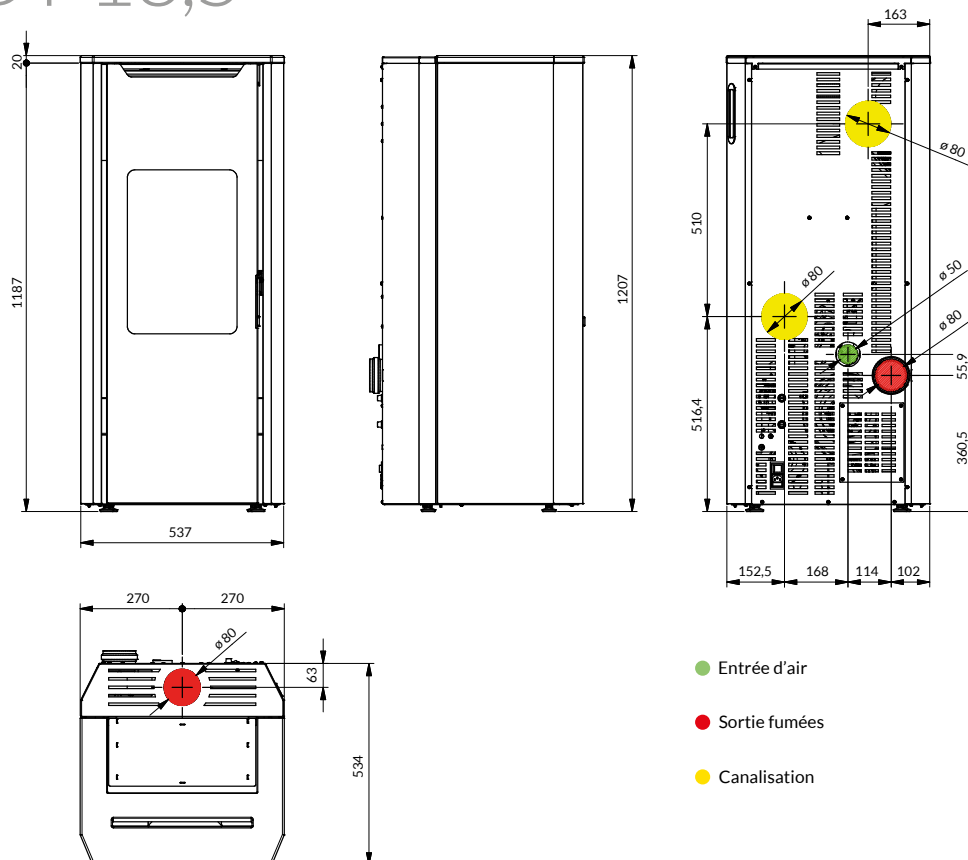 20
1187
537
1207
163
ø 80
510
ø 80
ø 50
ø 80
55,9
516,4
360,5
152,5
168
114
102
270
270
ø 80
63
534
Entrée d'air
Sortie fumées
Canalisation